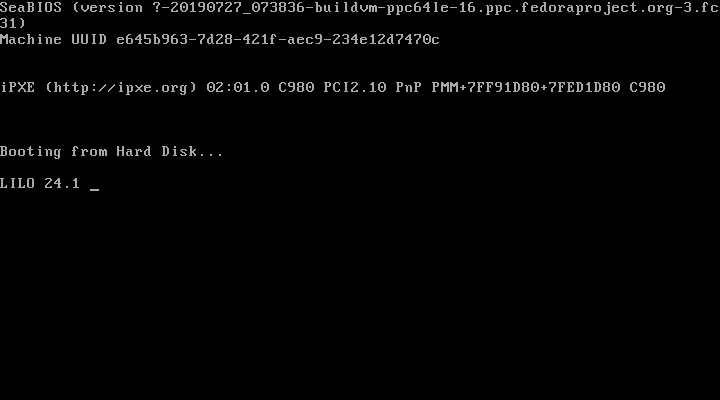 SeaBIOS (version ?-20190727_073836-buildvm-ppc64le-16.ppc.fedoraproject.org-3.fc
31)
Machine UUID e645b963-7d28-421f-aec9-234e12d7470c
iPXE (http://ipxe.org) 02:01.0 C980 PCI2.10 PnP PMM+7FF91D80+7FED1D80 C980
Booting from Hard Disk...
LILO 24.1 _